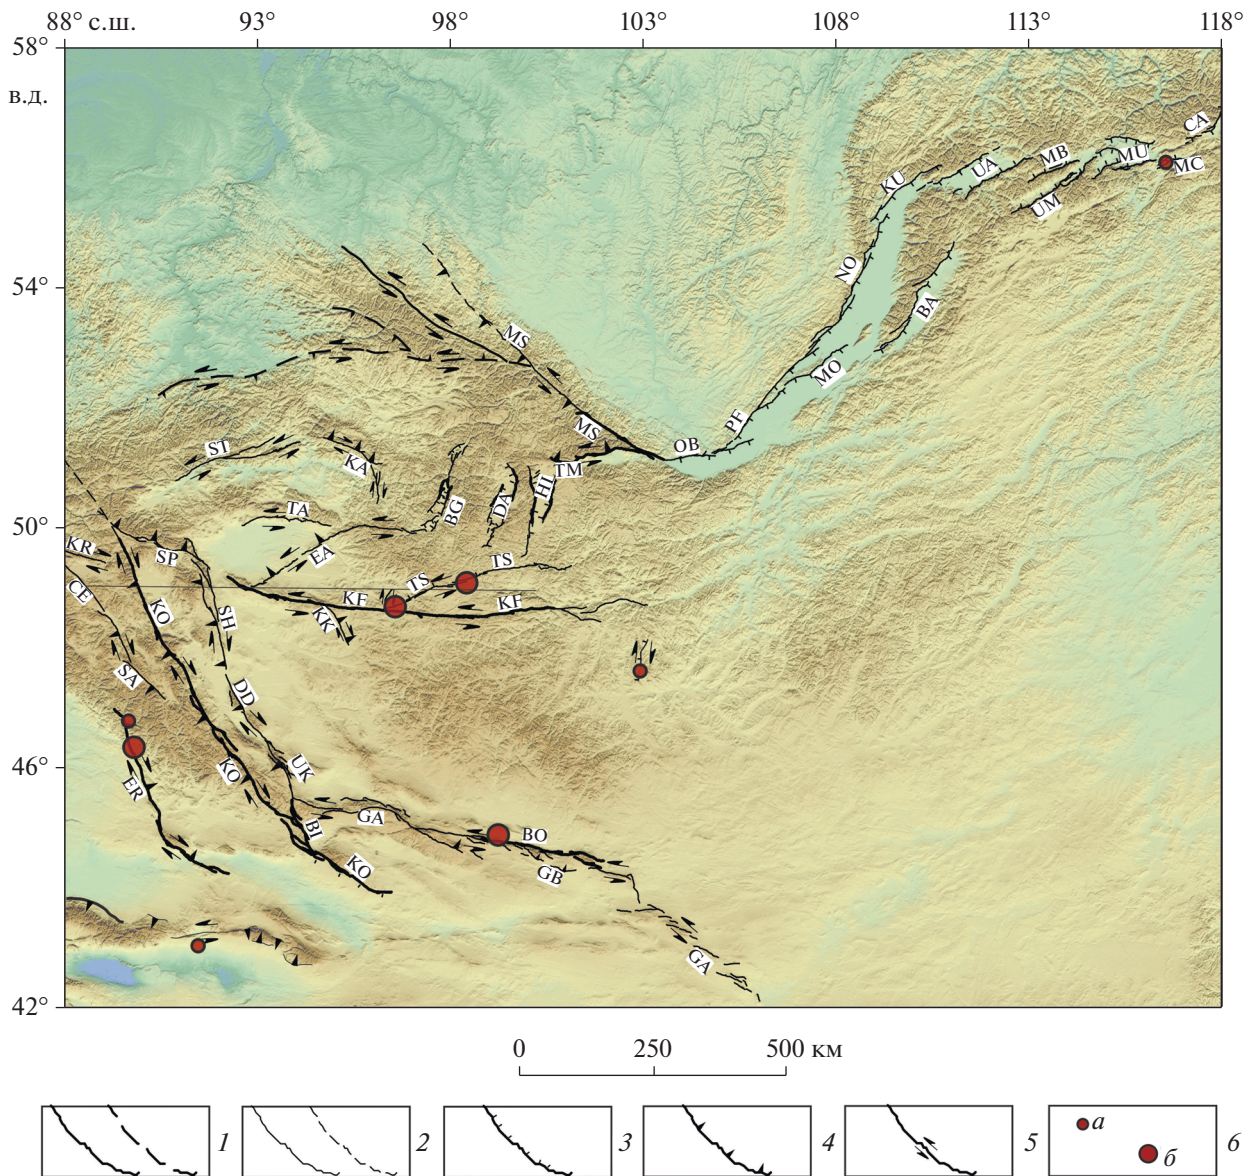 88° с.ш. 93° 98° 103° 108° 113° 118°
58°
в.д.
CA
MU
MB
MC
UA
KU
UM
54°
NO
BA
MS
MO
PF
MS
OB
ST
KA
TM
HI
BG
DA
TA
50°
KR
SP
EA
TS
TS
CE
KO
SH
KF
KF
KK
SA
DD
46°
KO
UK
ER
GA
BI
BO
KO
GB
GA
42°
0 250 500 км
1 2 3 4 5 а б 6